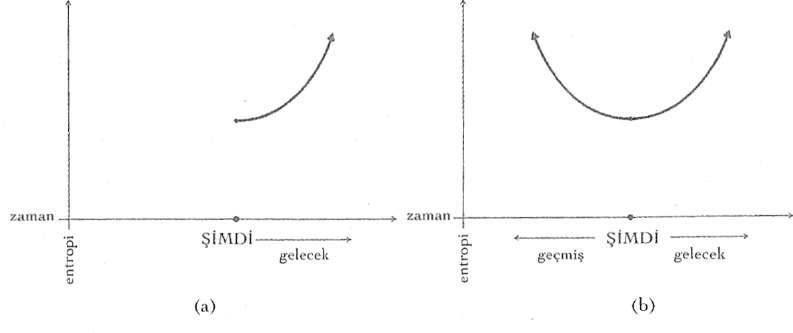 zaman
entropi
ŞİMDİ
gelecek
(a)
zaman
entropi
geçmiş
ŞİMDİ
gelecek
(b)